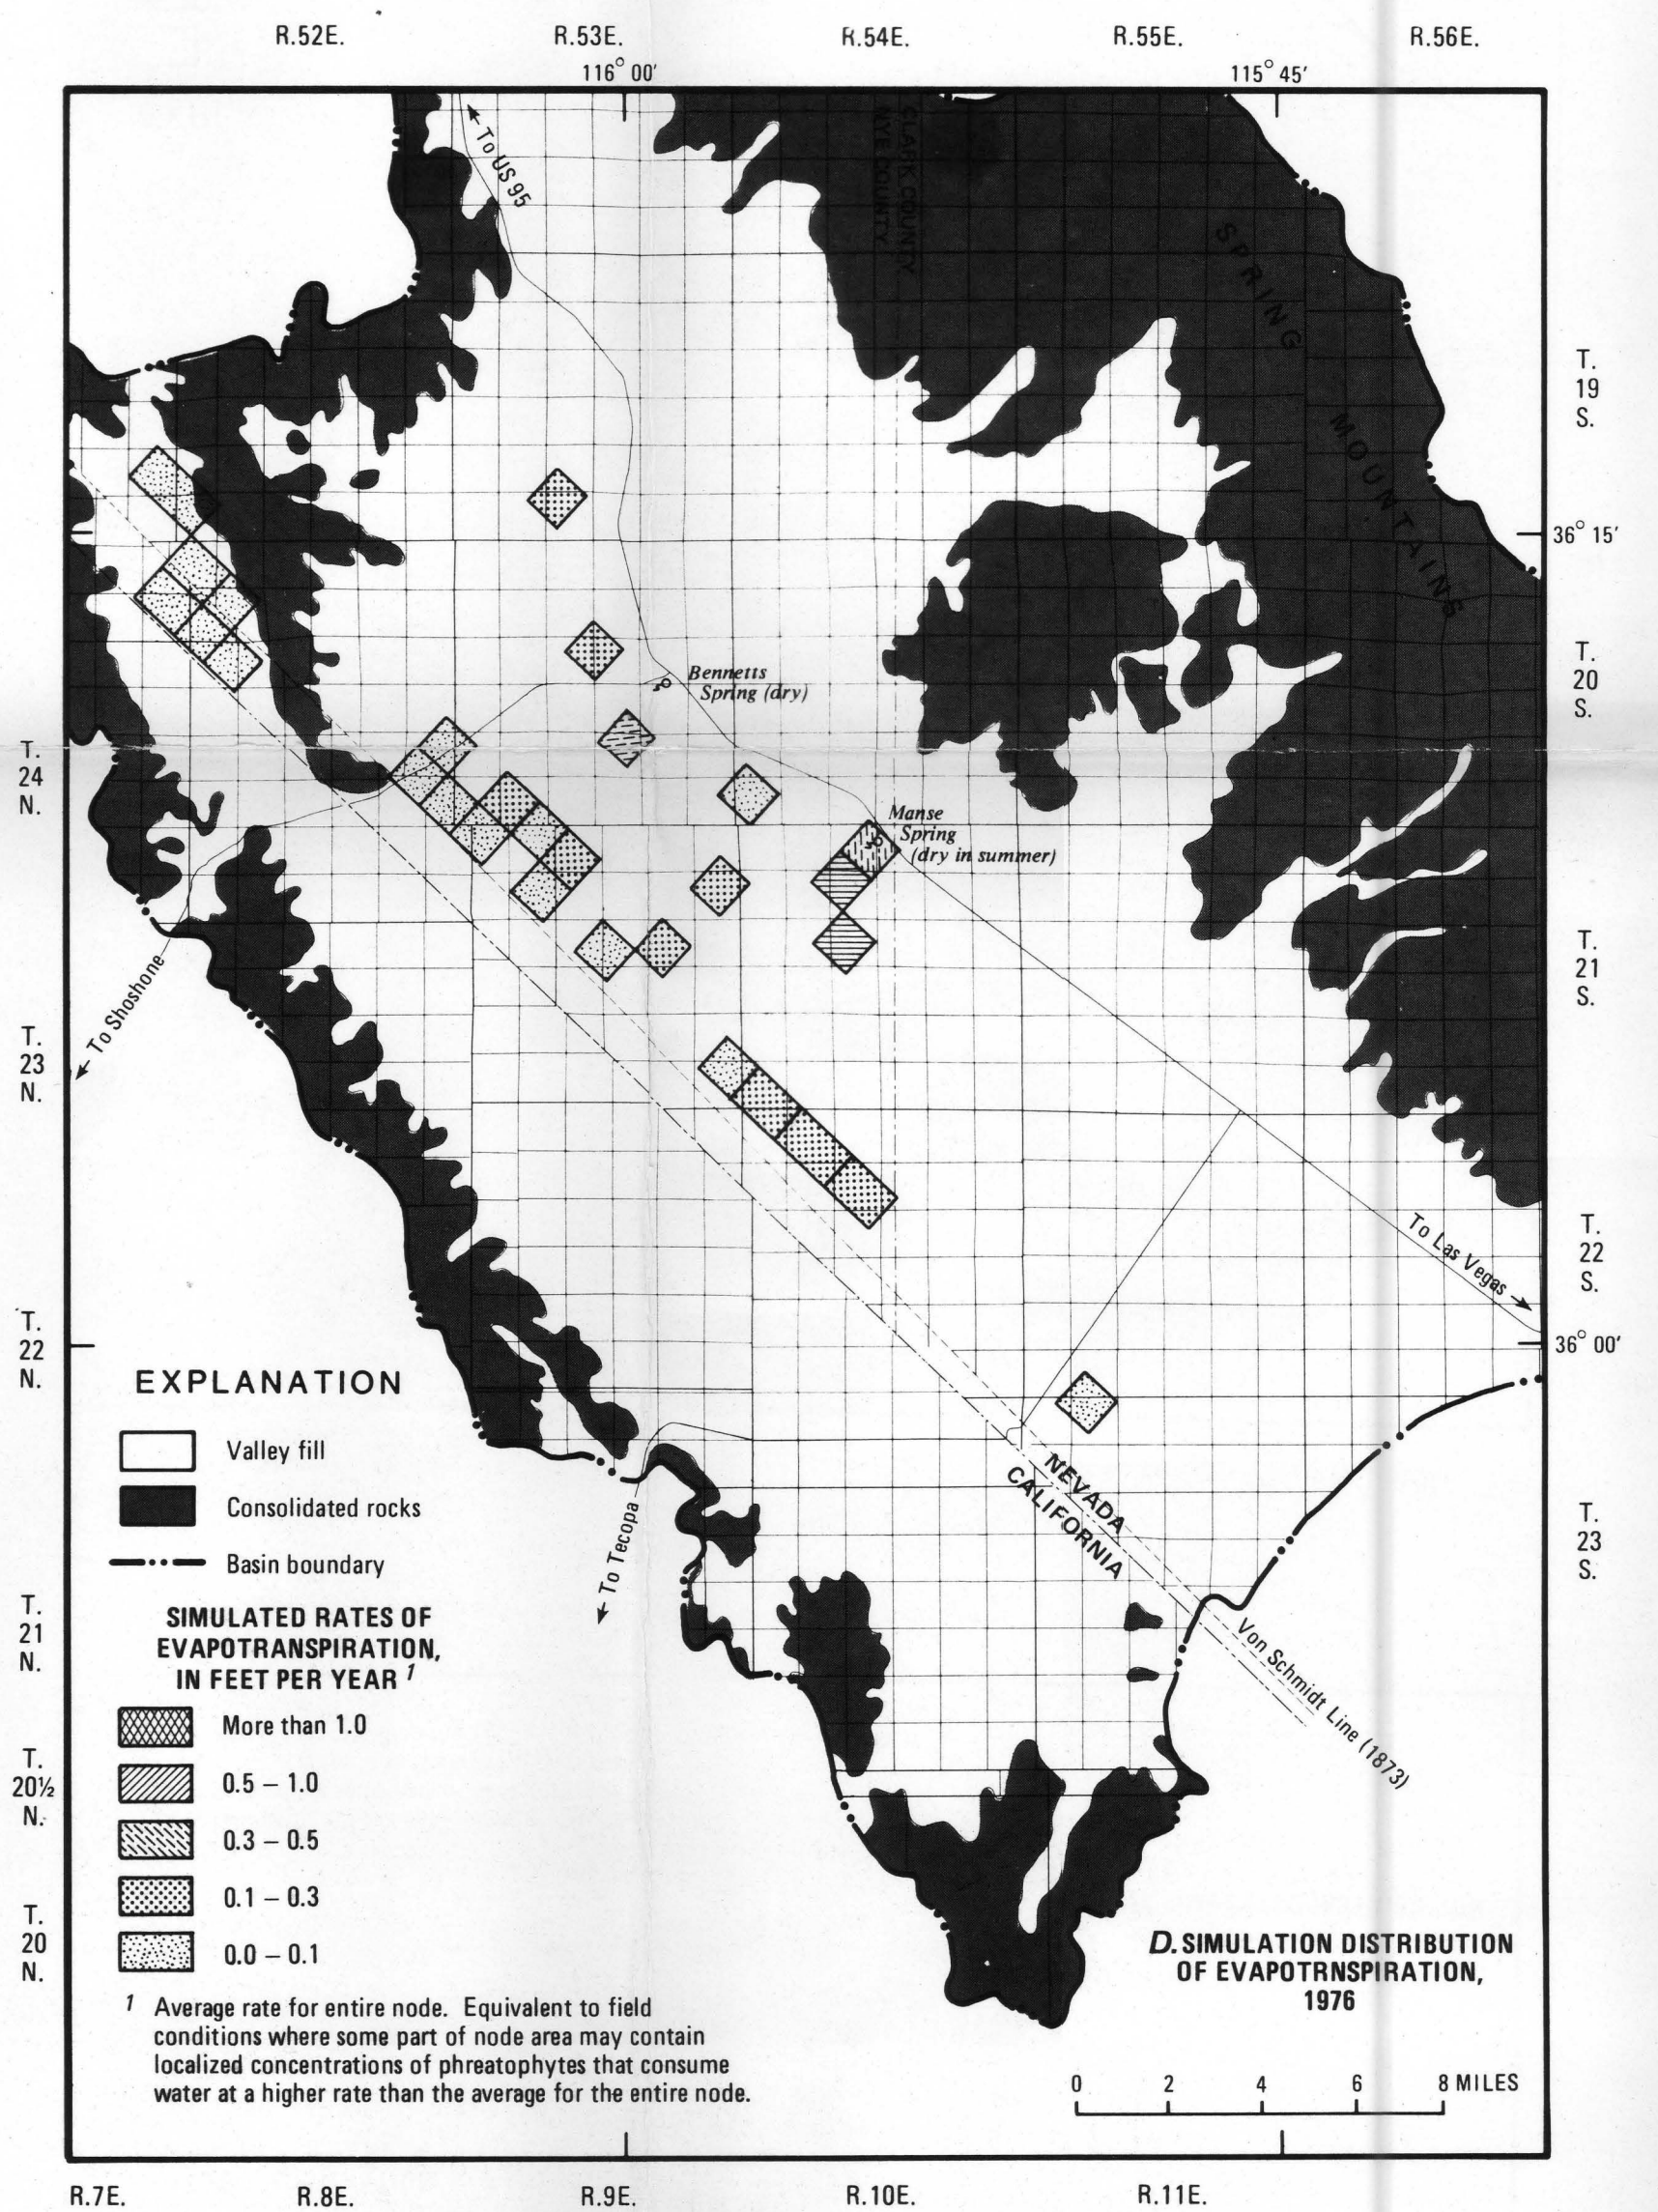 R.52E. R.53E. R.54E. R.55E. R.56E.
116° 00′ 115° 45′
To US 95
CLARK COUNTY
NYE COUNTY
SPRING MOUNTAINS
T.
19
S.
36° 15′
T.
20
S.
Bennetts
Spring (dry)
T.
24
N.
Manse
Spring
(dry in summer)
T.
21
S.
To Shoshone
T.
23
N.
To Las Vegas
T.
22
S.
T.
22
N.
36° 00′
EXPLANATION
Valley fill
Consolidated rocks
Basin boundary
NEVADA
CALIFORNIA
To Tecopa
T.
23
S.
Von Schmidt Line (1873)
T.
21
N.
SIMULATED RATES OF
EVAPOTRANSPIRATION,
IN FEET PER YEAR 1
More than 1.0
0.5 – 1.0
0.3 – 0.5
0.1 – 0.3
0.0 – 0.1
T.
20½
N.
T.
20
N.
1 Average rate for entire node. Equivalent to field
conditions where some part of node area may contain
localized concentrations of phreatophytes that consume
water at a higher rate than the average for the entire node.
D. SIMULATION DISTRIBUTION
OF EVAPOTRNSPIRATION,
1976
0 2 4 6 8 MILES
R.7E. R.8E. R.9E. R.10E. R.11E.